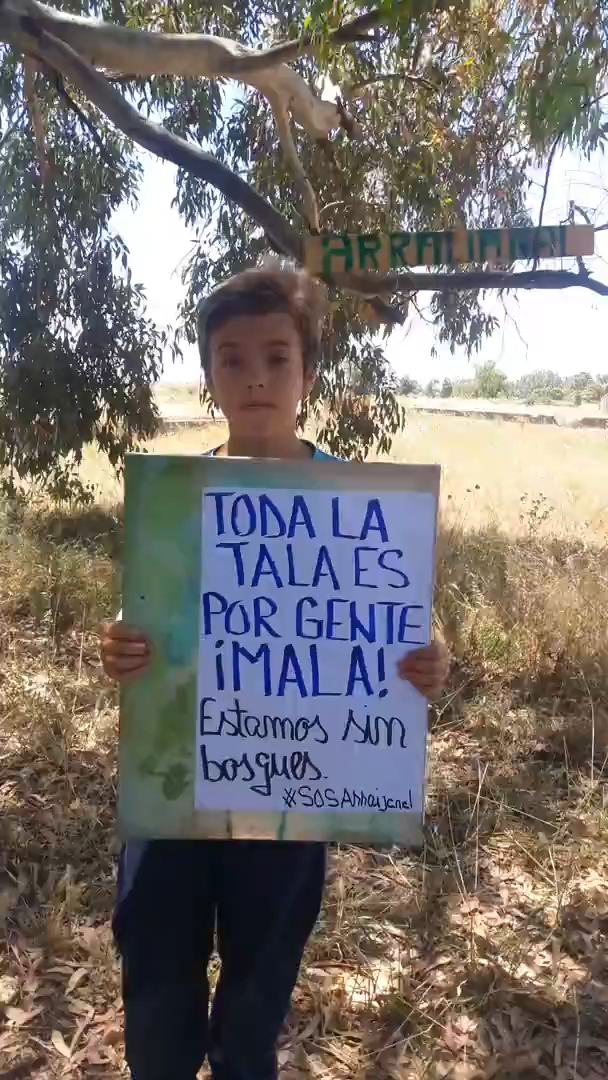 ARRAIJANAL
TODA LA
TALA ES
POR GENTE
¡MALA!
Estamos sin
bosques.
#SOSArraijanal